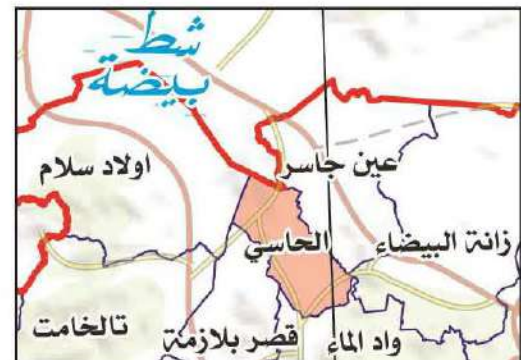 شط
بيضة
اولاد سلام
عين جاسر
الحاسي
زانة البيضاء
تالخامت
قصر بلازمة
واد الماء